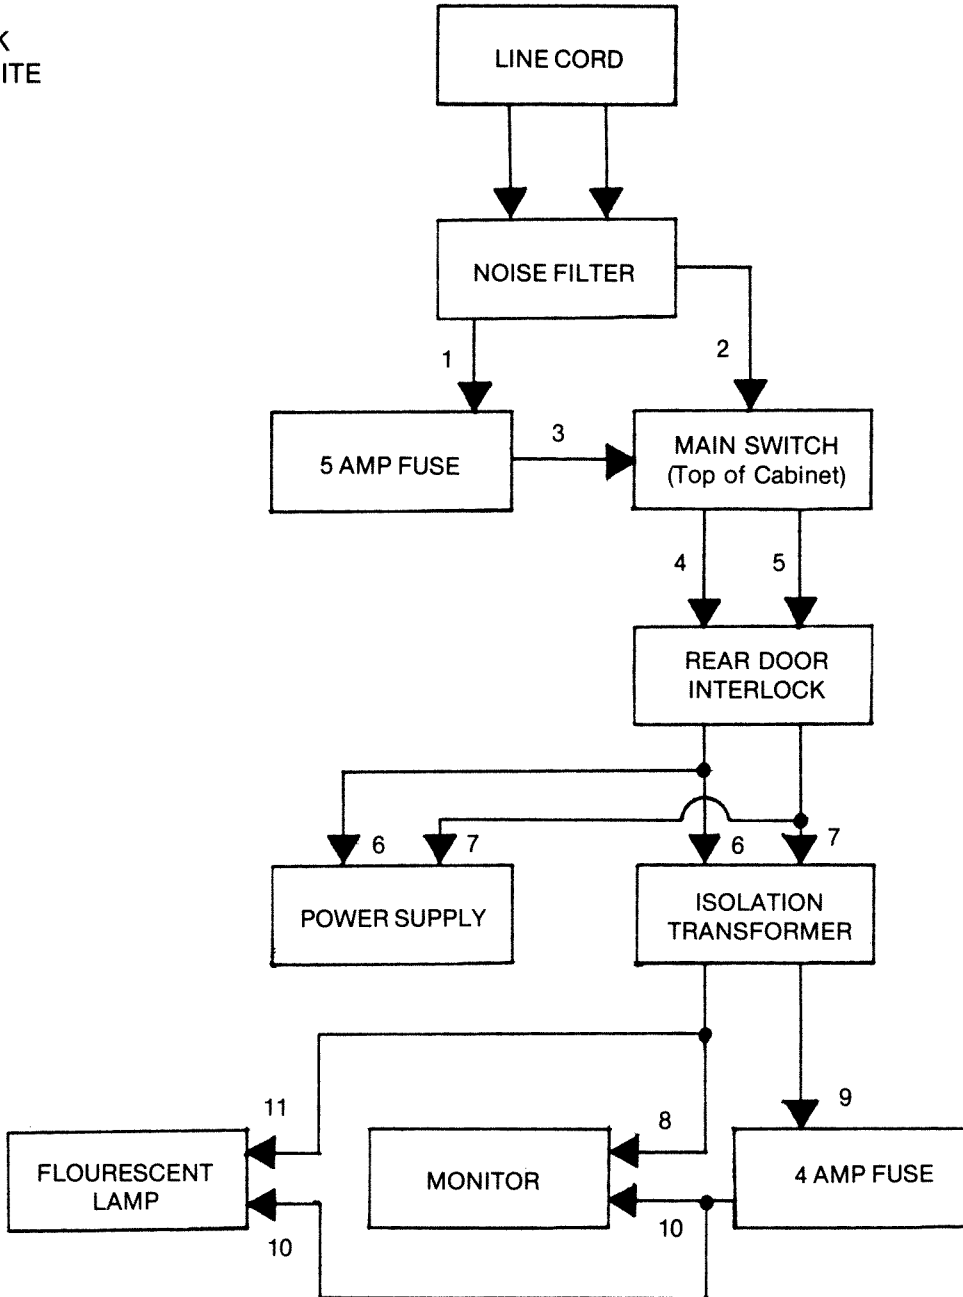 K
ITE
LINE CORD
NOISE FILTER
1
2
5 AMP FUSE
3
MAIN SWITCH
(Top of Cabinet)
4
5
REAR DOOR
INTERLOCK
6
7
6
7
POWER SUPPLY
ISOLATION
TRANSFORMER
11
8
9
FLOURESCENT
LAMP
MONITOR
4 AMP FUSE
10
10